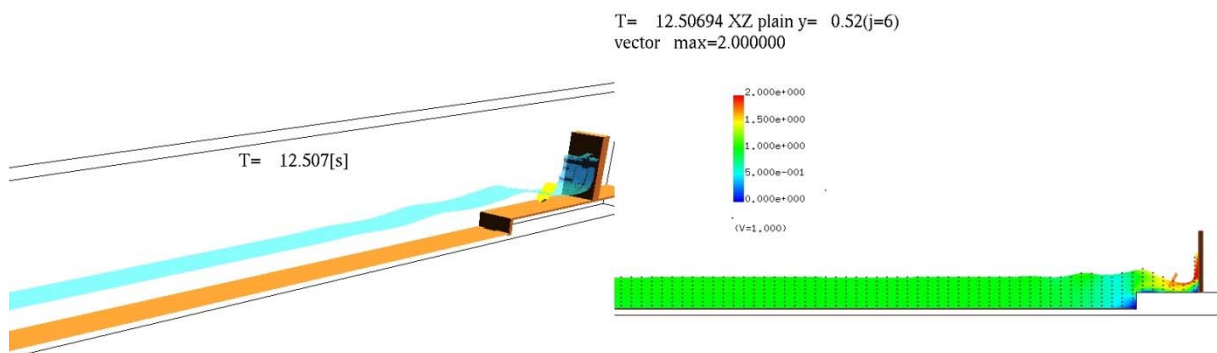 T= 12.507[s]
T= 12.50694 XZ plain y= 0.52(j=6)
vector max=2.000000
2.000e+000
1.500e+000
1.000e+000
5.000e-001
0.000e+000
(V=1.000)